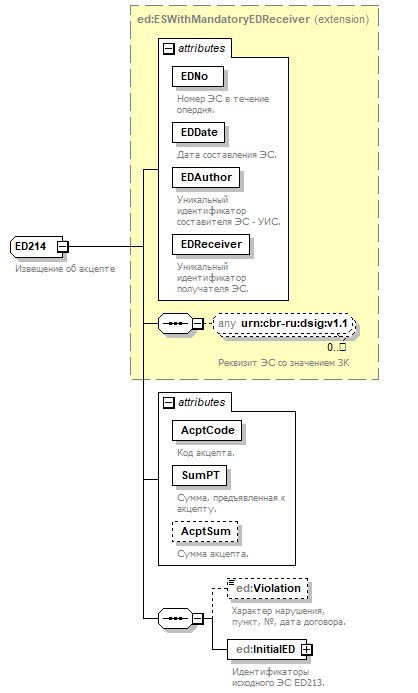 ed:ESWithMandatoryEDReceiver (extension)
attributes
EDNo
Номер ЭС в течение
опердня.
EDDate
Дата составления ЭС.
EDAuthor
Уникальный
идентификатор
составителя ЭС - УИС.
EDReceiver
Уникальный
идентификатор
получателя ЭС.
ED214
Извещение об акцепте
any urn:cbr-ru:dsig:v1.1
0..
Реквизит ЭС со значением ЗК
attributes
AcptCode
Код акцепта.
SumPT
Сумма, предъявленная к
акцепту.
AcptSum
Сумма акцепта.
ed:Violation
Характер нарушения,
пункт, №, дата договора.
ed:InitialED
Идентификаторы
исходного ЭС ED213.